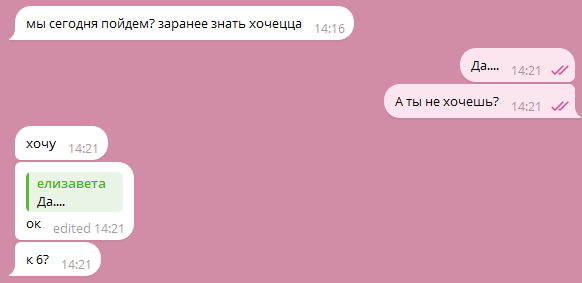 мы сегодня пойдем? заранее знать хочецца 14:16
Да.... 14:21
А ты не хочешь? 14:21
хочу 14:21
елизавета
Да....
ок edited 14:21
к 6? 14:21